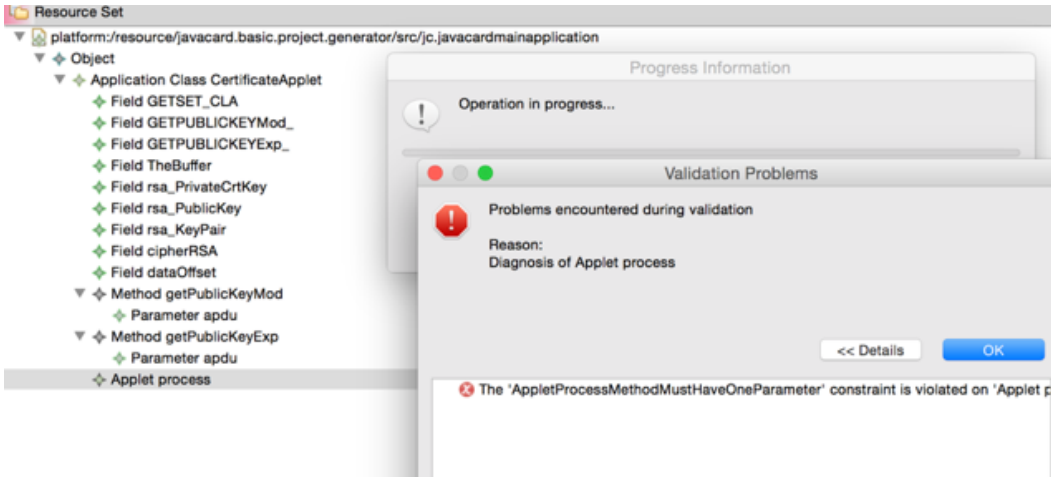 Resource Set
platform:/resource/javacard.basic.project.generator/src/jc.javacardmainapplication
Object
Application Class CertificateApplet
Field GETSET_CLA
Field GETPUBLICKEYMod_
Field GETPUBLICKEYExp_
Field TheBuffer
Field rsa_PrivateCrtKey
Field rsa_PublicKey
Field rsa_KeyPair
Field cipherRSA
Field dataOffset
Method getPublicKeyMod
Parameter apdu
Method getPublicKeyExp
Parameter apdu
Applet process
Progress Information
Operation in progress...
Validation Problems
Problems encountered during validation
Reason:
Diagnosis of Applet process
<< Details
OK
The 'AppletProcessMethodMustHaveOneParameter' constraint is violated on 'Applet p